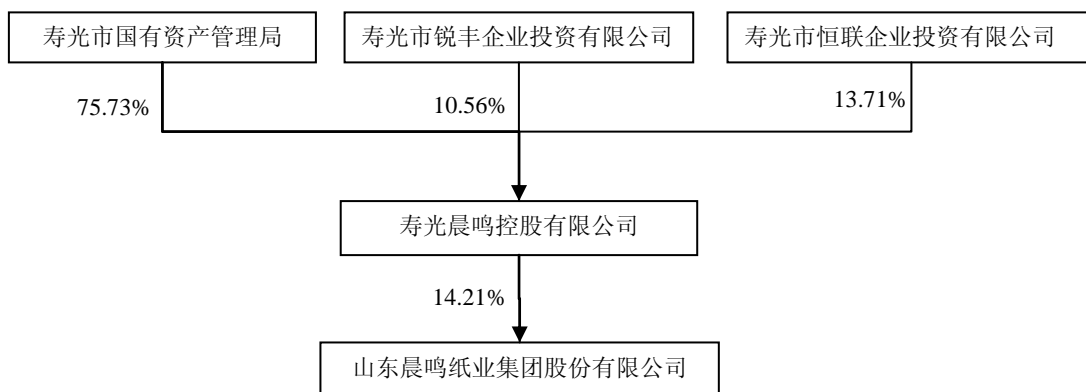 寿光市国有资产管理局
寿光市锐丰企业投资有限公司
寿光市恒联企业投资有限公司
75.73%
10.56%
13.71%
寿光晨鸣控股有限公司
14.21%
山东晨鸣纸业集团股份有限公司